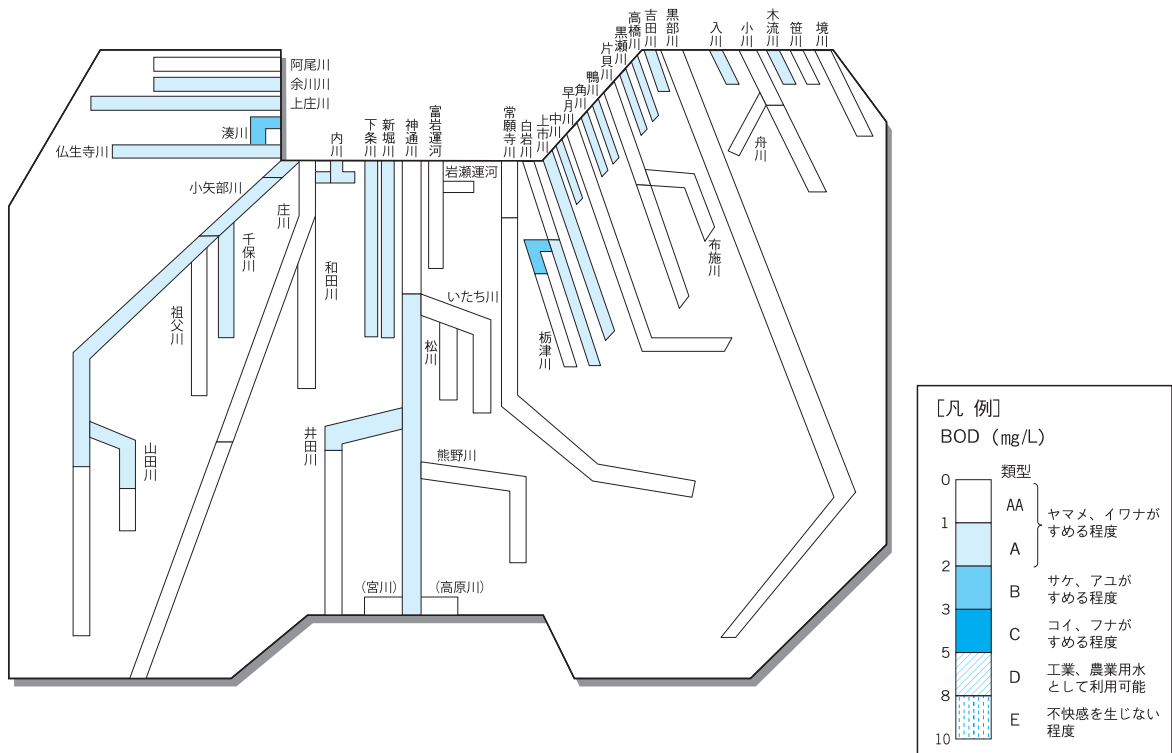 阿尾川
余川川
上庄川
湊川
仏生寺川
小矢部川
庄川
千保川
祖父川
山田川
和田川
内川
下条川
新堀川
神通川
富岩運河
岩瀬運河
いたち川
松川
井田川
熊野川
(宮川)
(高原川)
常願寺川
白岩川
上市川
中川
早月川
角川
鴨川
片貝川
黒瀬川
高橋川
吉田川
黒部川
入川
小川
木流川
笹川
境川
舟川
布施川
栃津川
[凡 例]
BOD (mg/L)
類型
0
AA
1
A
ヤマメ、イワナが
すめる程度
2
B
サケ、アユが
すめる程度
3
C
コイ、フナが
すめる程度
5
D
工業、農業用水
として利用可能
8
E
不快感を生じない
程度
10